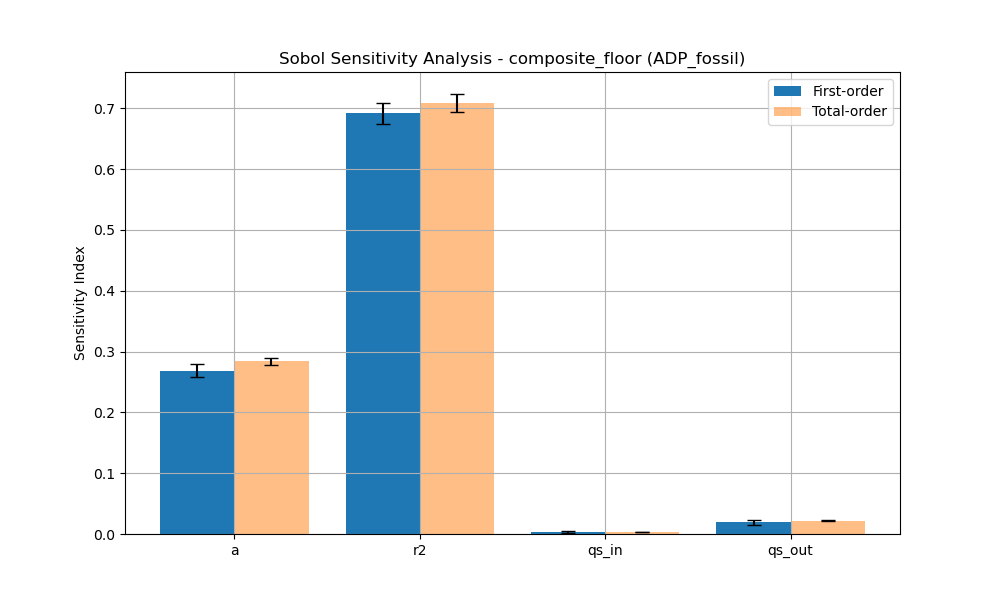 Sobol Sensitivity Analysis - composite_floor (ADP_fossil)
First-order
Total-order
Sensitivity Index
0.7
0.6
0.5
0.4
0.3
0.2
0.1
0.0
a r2 qs_in qs_out